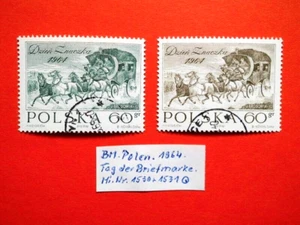 Dzień Znaczka
1964
POLSKA 60 gr
Dzień Znaczka
1964
POLSKA 60 gr
BM. Polen. 1964.
Tag der Briefmarke.
Mi. Nr. 1530+1531